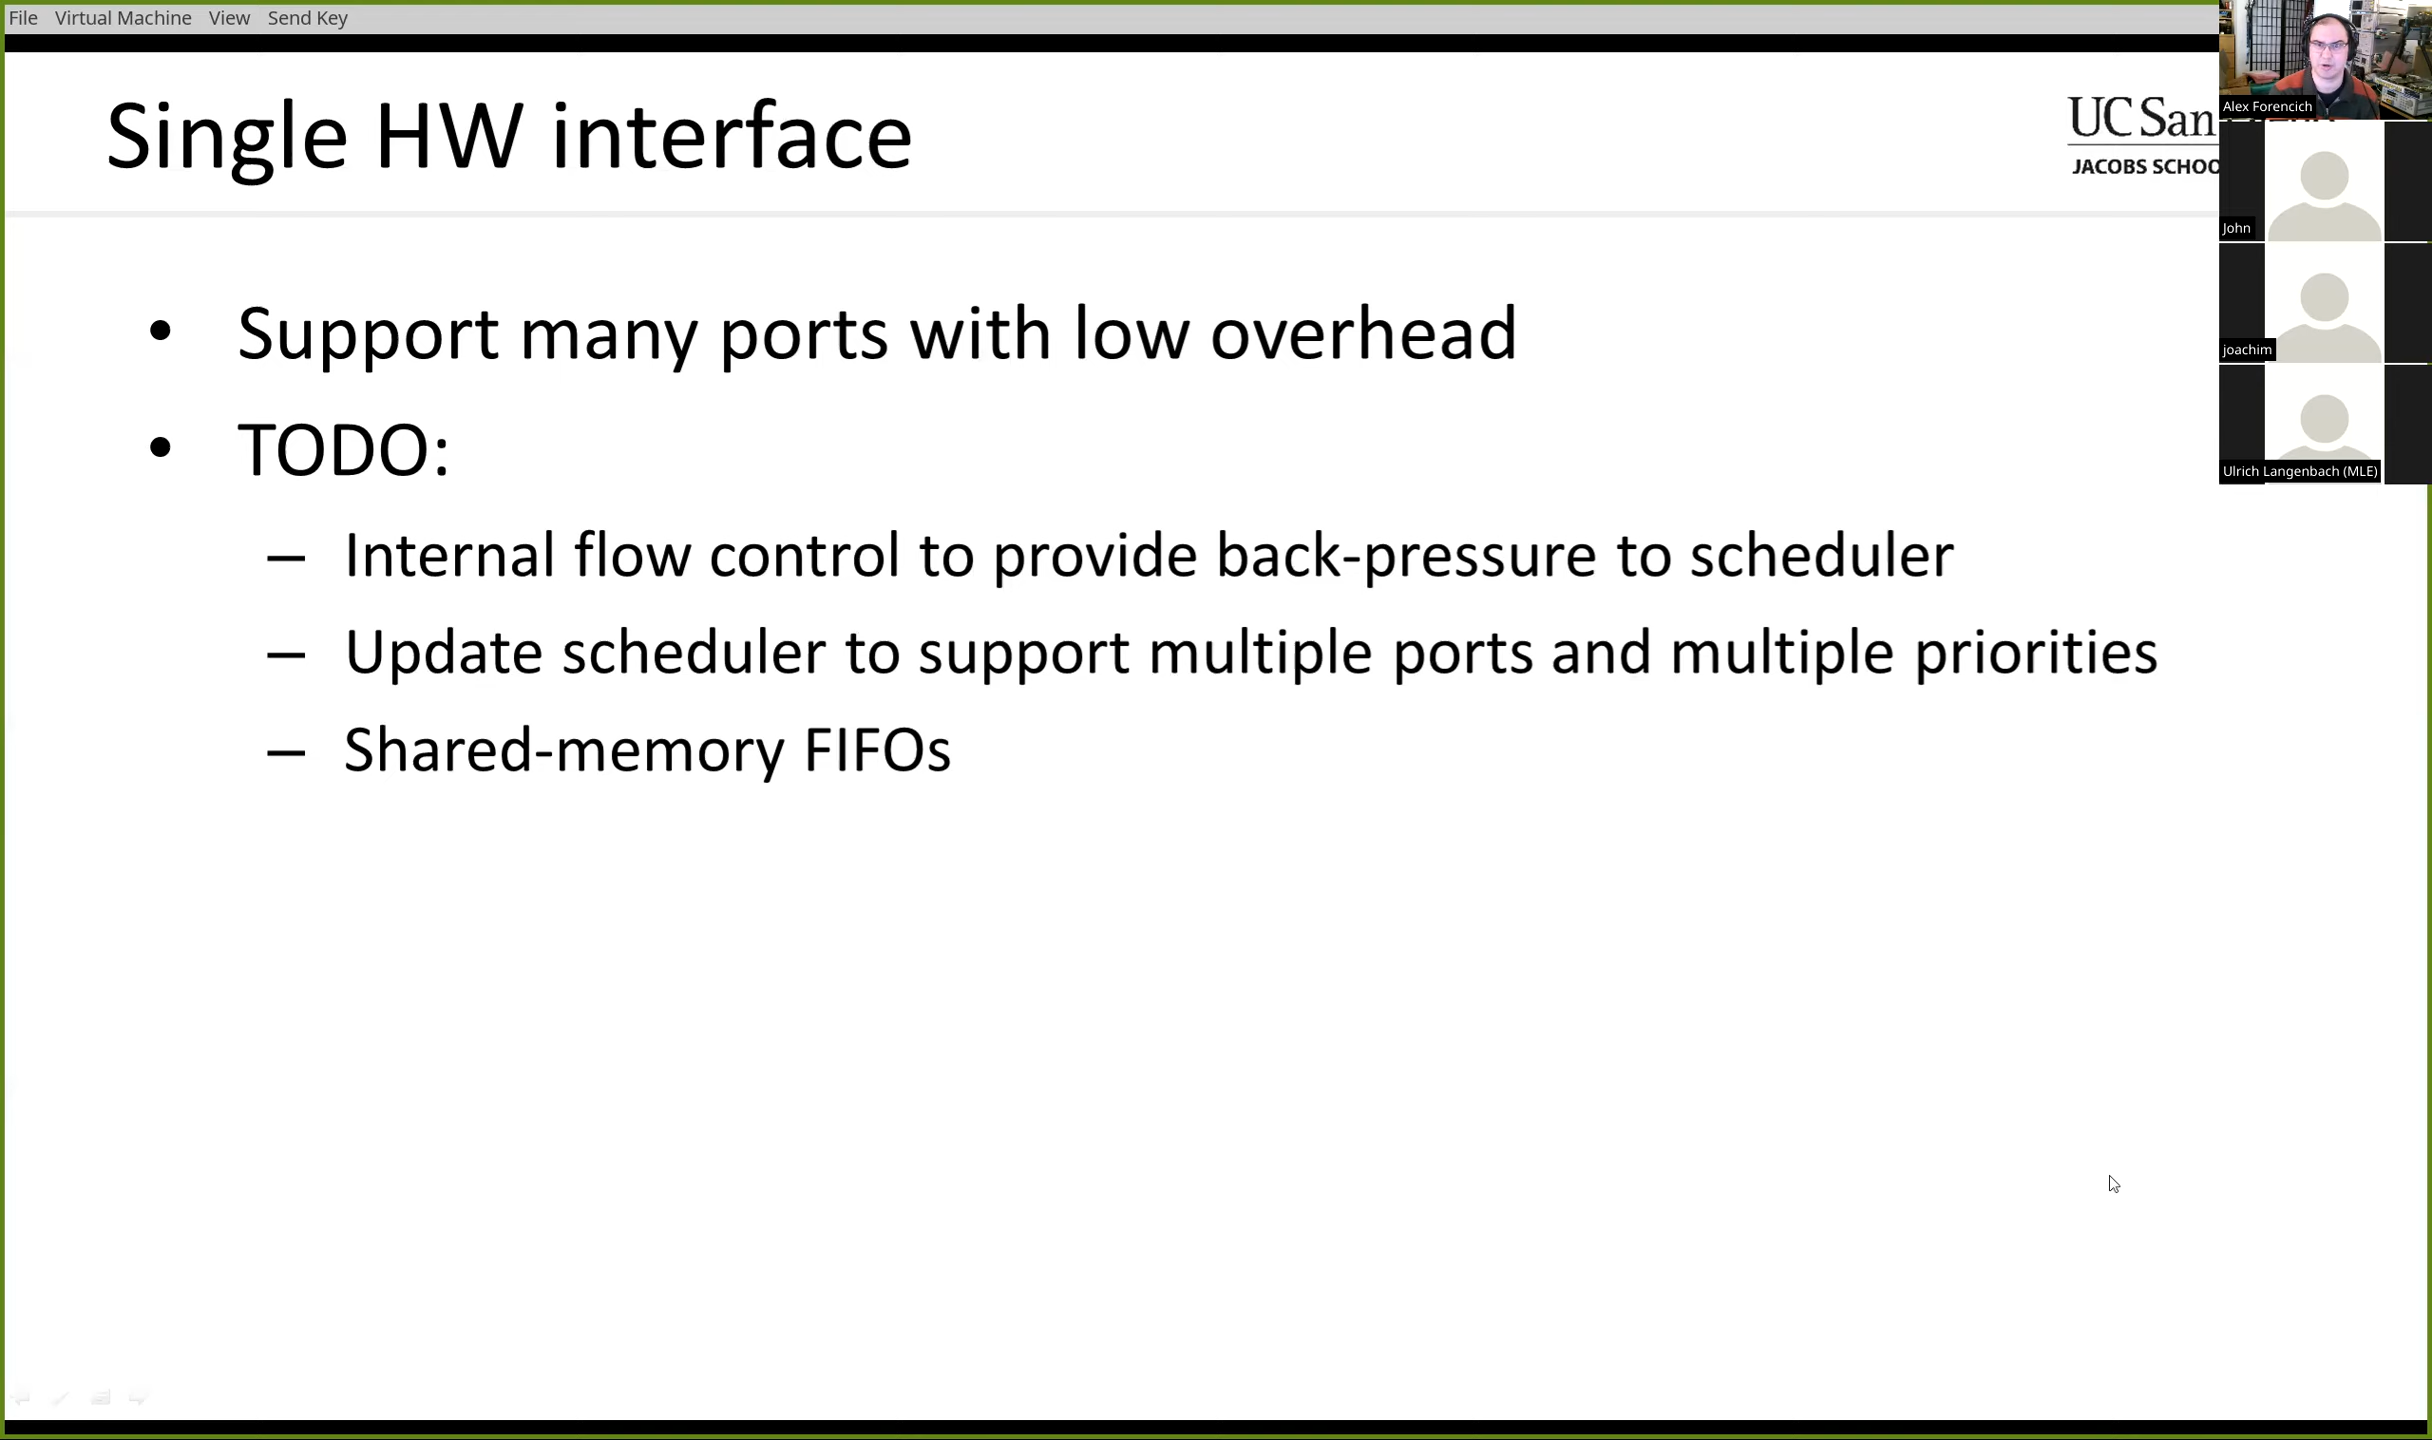 File Virtual Machine View Send Key
Single HW interface
UC San
JACOBS SCHOO
Alex Forencich
John
joachim
Ulrich Langenbach (MLE)
• Support many ports with low overhead
• TODO:
– Internal flow control to provide back-pressure to scheduler
– Update scheduler to support multiple ports and multiple priorities
– Shared-memory FIFOs